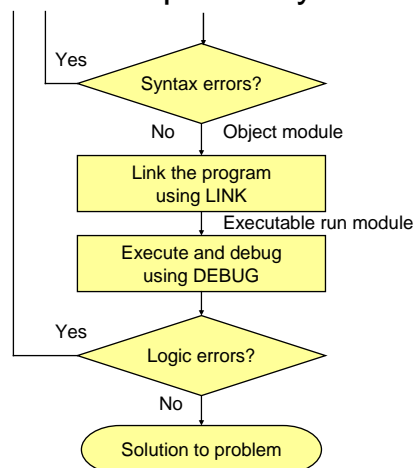 Yes
Syntax errors?
No
Object module
Link the program
using LINK
Executable run module
Execute and debug
using DEBUG
Yes
Logic errors?
No
Solution to problem